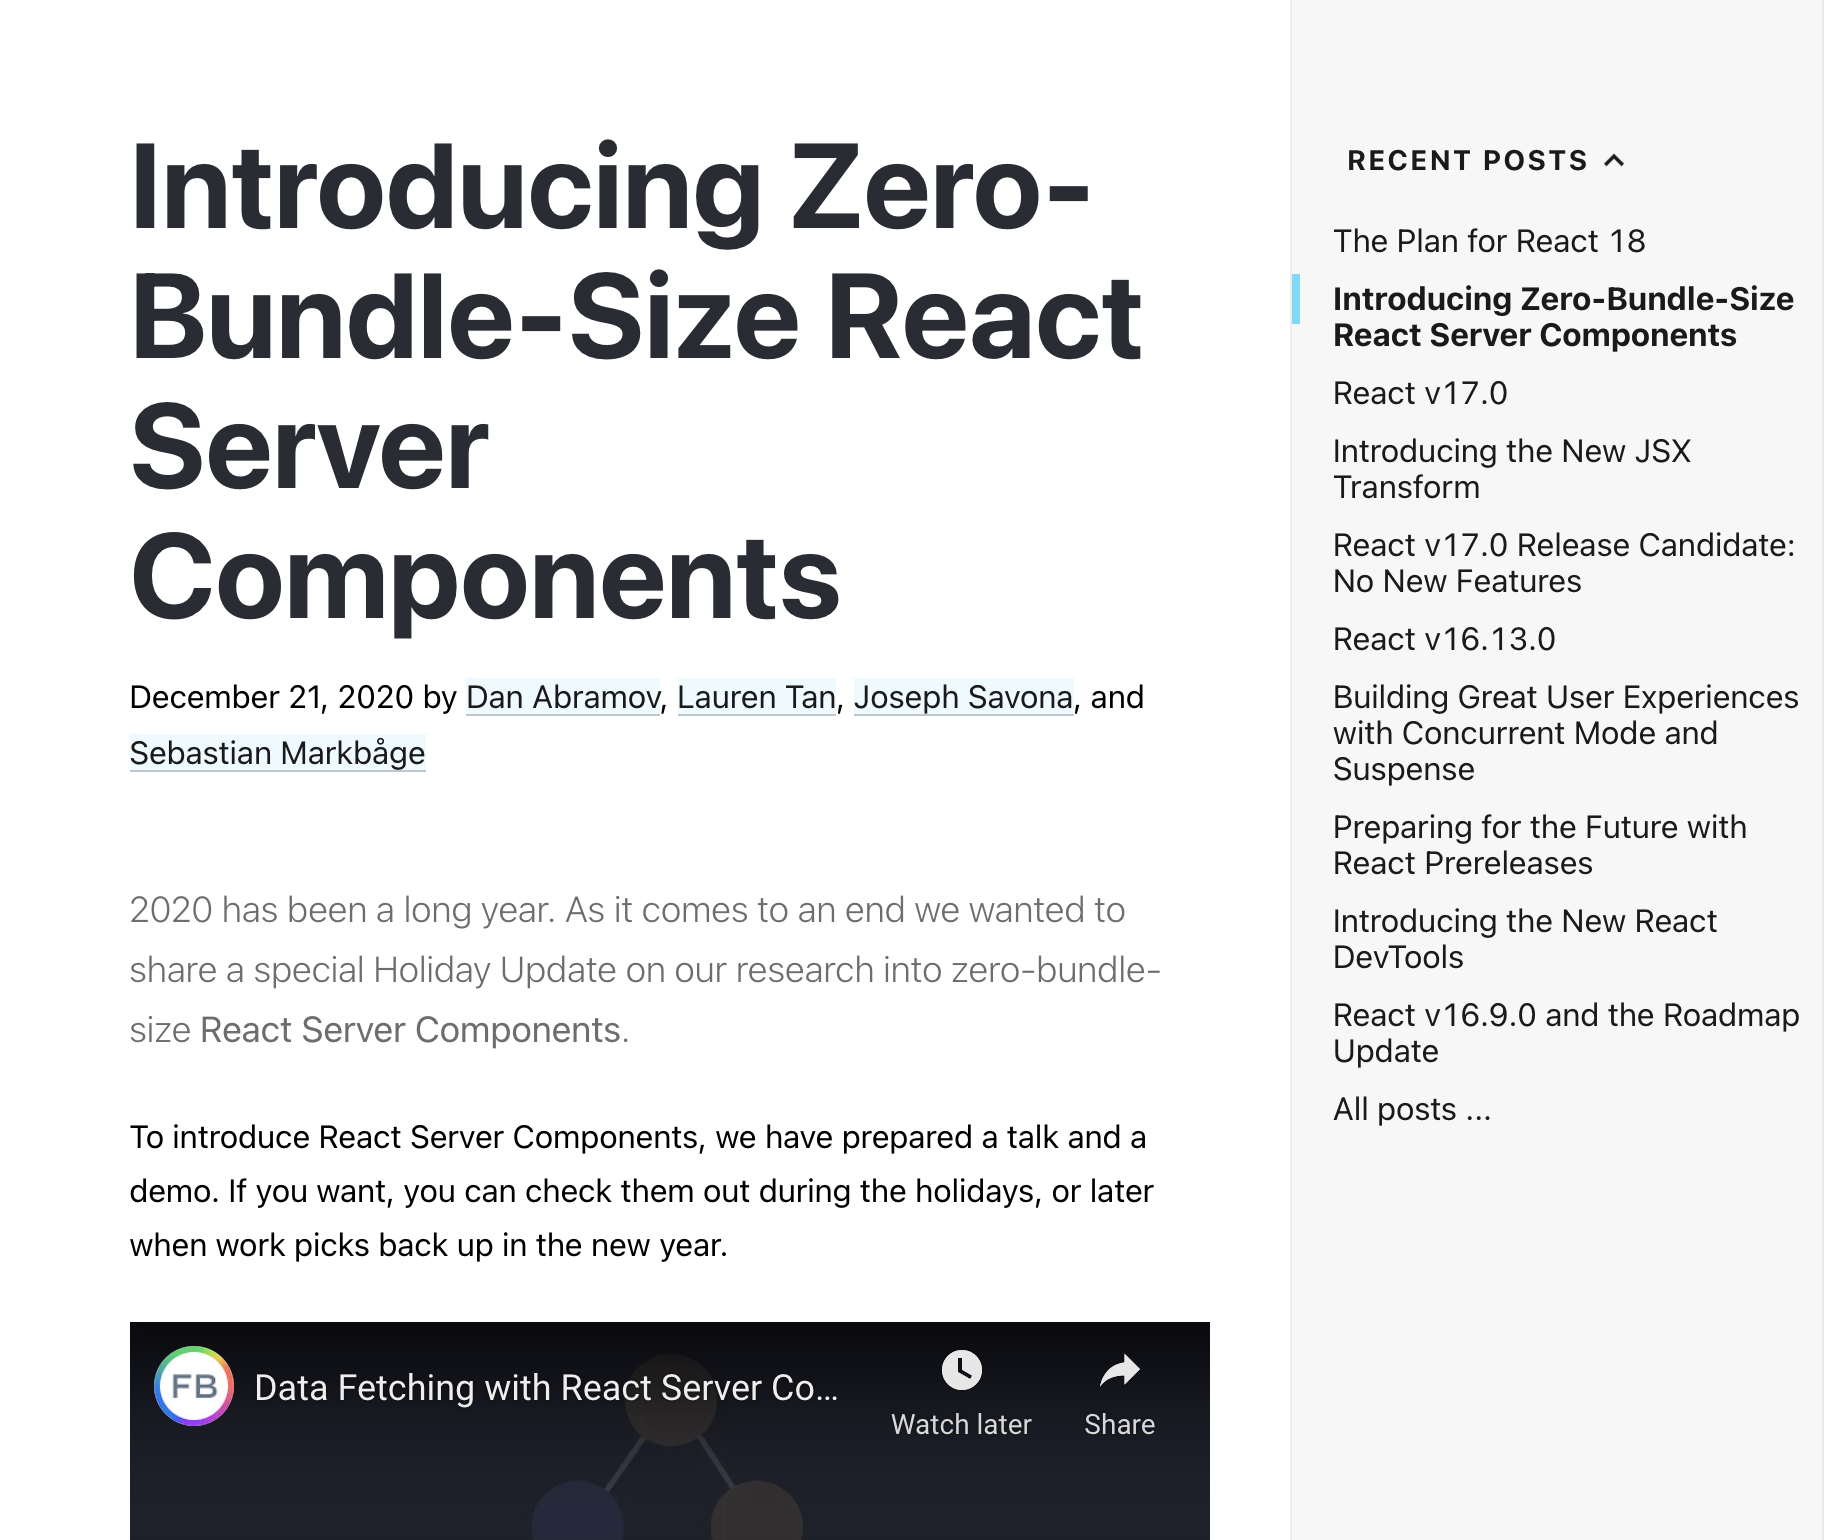 Introducing Zero-
Bundle-Size React
Server
Components
December 21, 2020 by Dan Abramov, Lauren Tan, Joseph Savona, and
Sebastian Markbåge
2020 has been a long year. As it comes to an end we wanted to
share a special Holiday Update on our research into zero-bundle-
size React Server Components.
To introduce React Server Components, we have prepared a talk and a
demo. If you want, you can check them out during the holidays, or later
when work picks back up in the new year.
FB
Data Fetching with React Server Co...
Watch later
Share
RECENT POSTS
The Plan for React 18
Introducing Zero-Bundle-Size
React Server Components
React v17.0
Introducing the New JSX
Transform
React v17.0 Release Candidate:
No New Features
React v16.13.0
Building Great User Experiences
with Concurrent Mode and
Suspense
Preparing for the Future with
React Prereleases
Introducing the New React
DevTools
React v16.9.0 and the Roadmap
Update
All posts ...